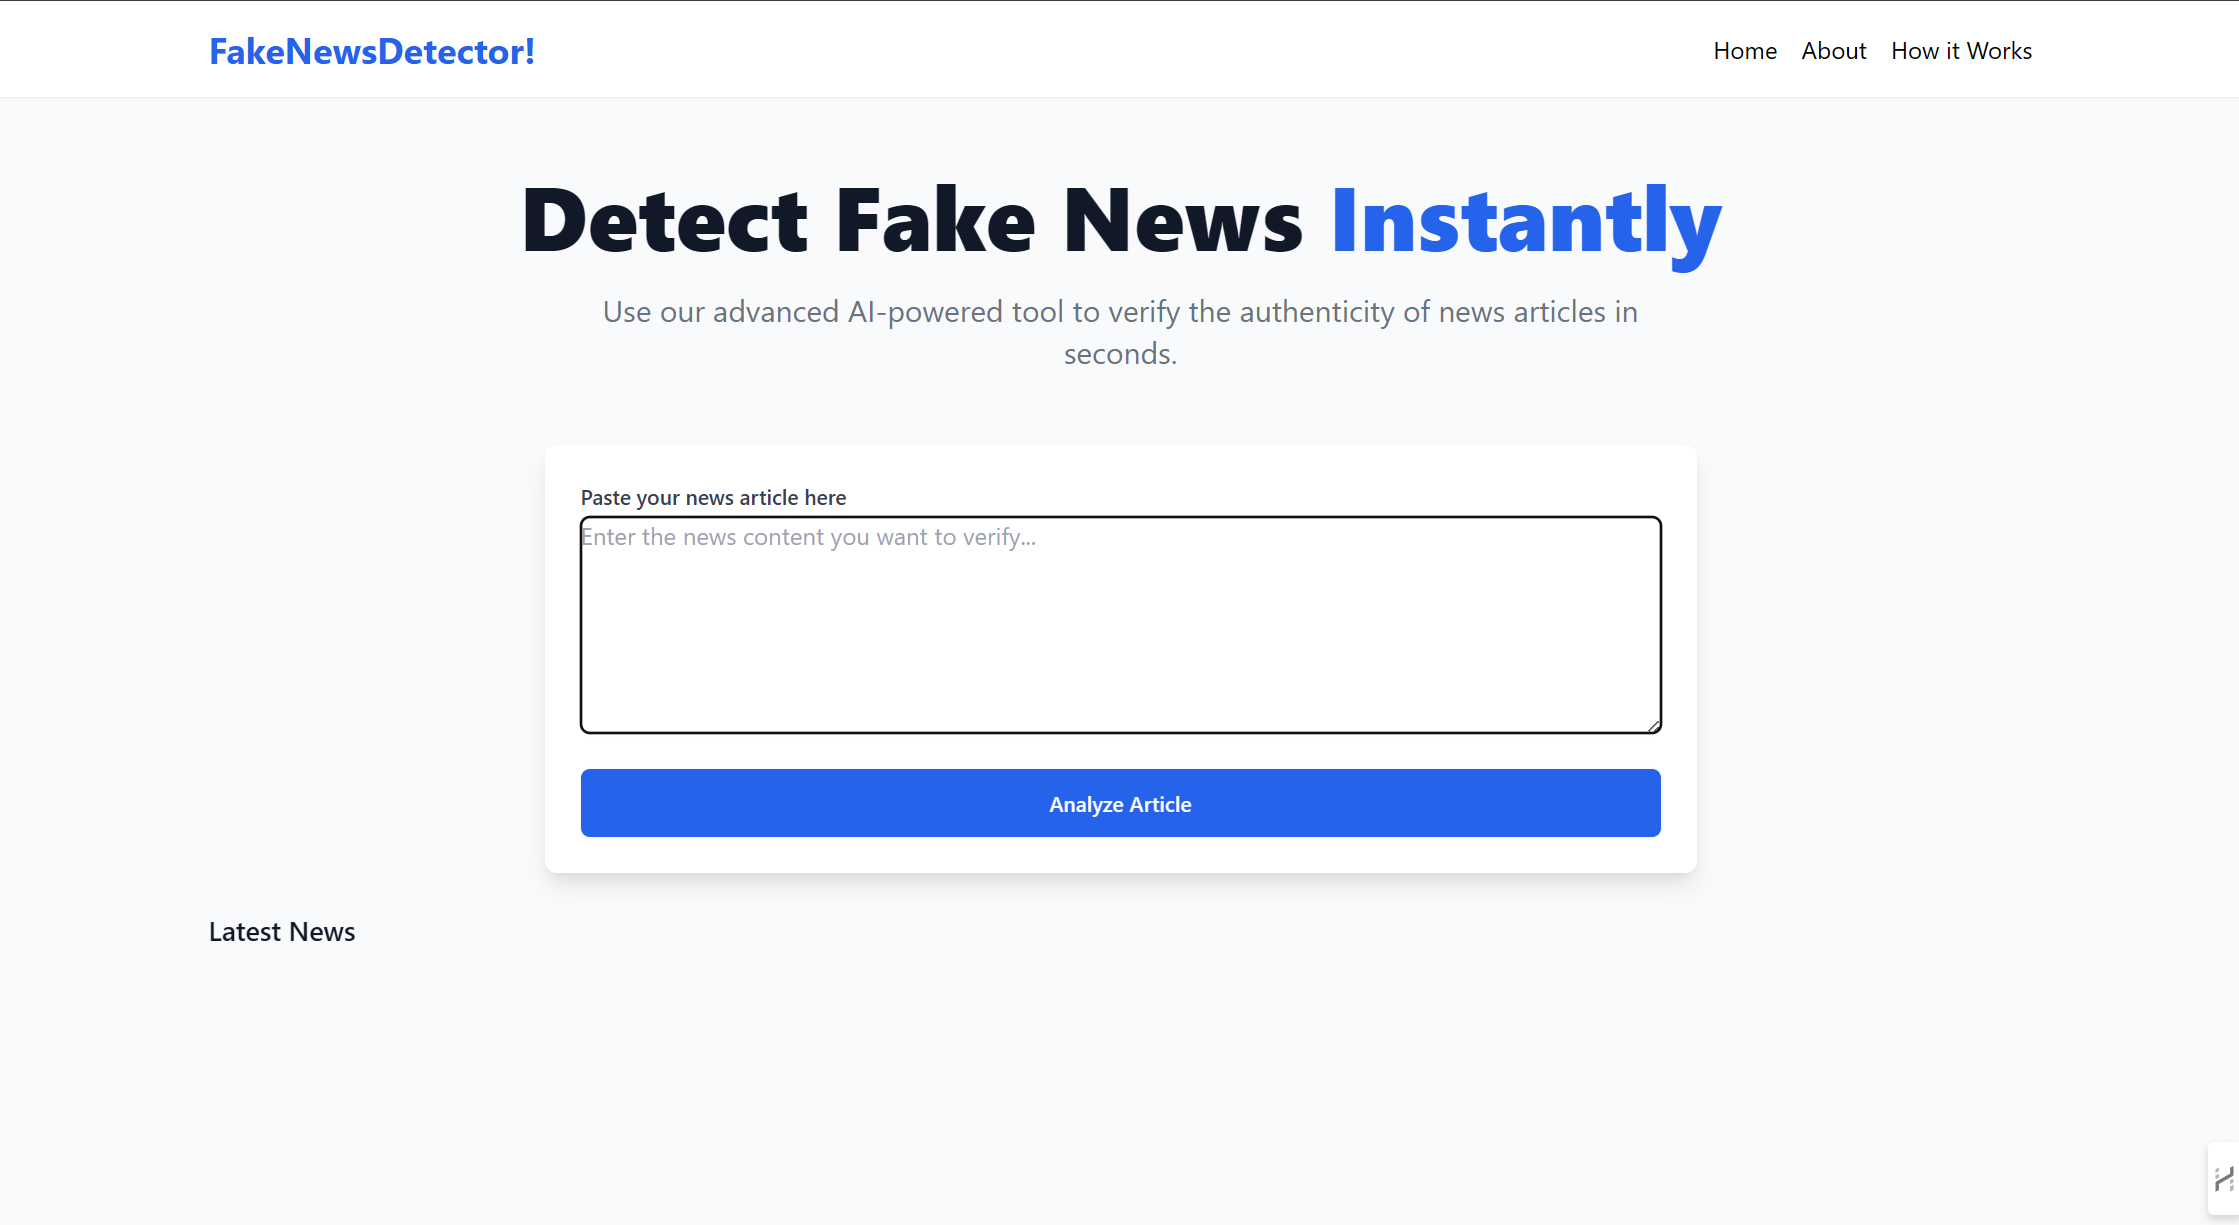 FakeNewsDetector!
Home About How it Works
Detect Fake News Instantly
Use our advanced AI-powered tool to verify the authenticity of news articles in
seconds.
Paste your news article here
Enter the news content you want to verify...
Analyze Article
Latest News